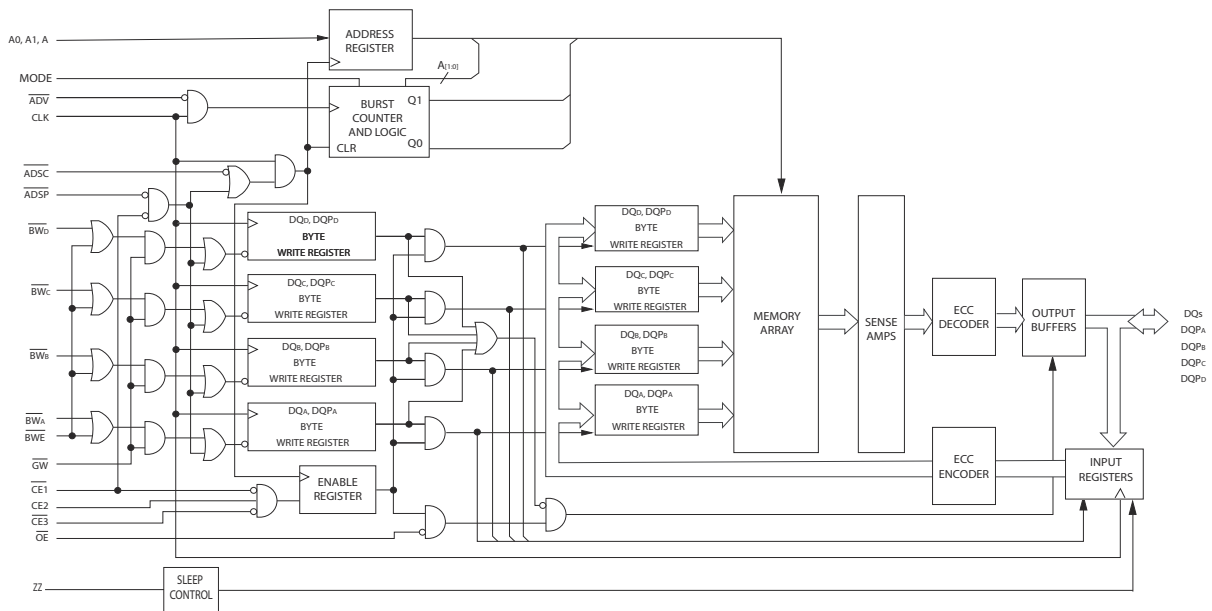 A0, A1, A
MODE
ADV
CLK
ADSC
ADSP
BWD
BWC
BWB
BWA
BWE
GW
CE1
CE2
CE3
OE
ZZ
ADDRESS
REGISTER
A[1:0]
BURST
COUNTER
AND LOGIC
Q1
Q0
CLR
DQD, DQPD
BYTE
WRITE REGISTER
DQC, DQPC
BYTE
WRITE REGISTER
DQB, DQPB
BYTE
WRITE REGISTER
DQA, DQPA
BYTE
WRITE REGISTER
ENABLE
REGISTER
SLEEP
CONTROL
DQD, DQPD
BYTE
WRITE REGISTER
DQC, DQPC
BYTE
WRITE REGISTER
DQB, DQPB
BYTE
WRITE REGISTER
DQA, DQPA
BYTE
WRITE REGISTER
MEMORY
ARRAY
SENSE
AMPS
ECC
DECODER
OUTPUT
BUFFERS
ECC
ENCODER
INPUT
REGISTERS
DQs
DQPA
DQPB
DQPC
DQPD